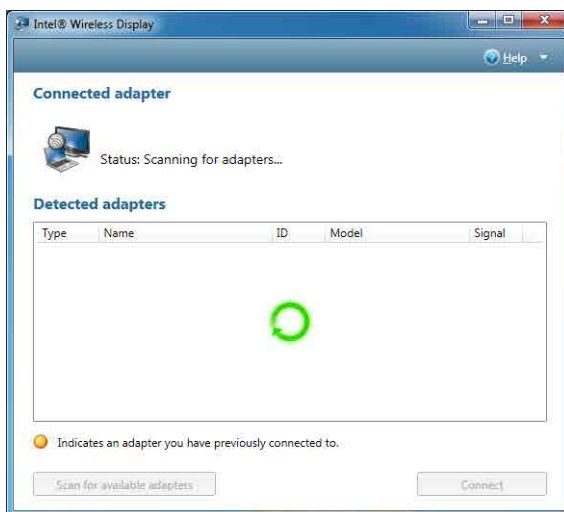 Intel® Wireless Display
Help
Connected adapter
Status: Scanning for adapters...
Detected adapters
Type Name ID Model Signal
Indicates an adapter you have previously connected to.
Scan for available adapters Connect